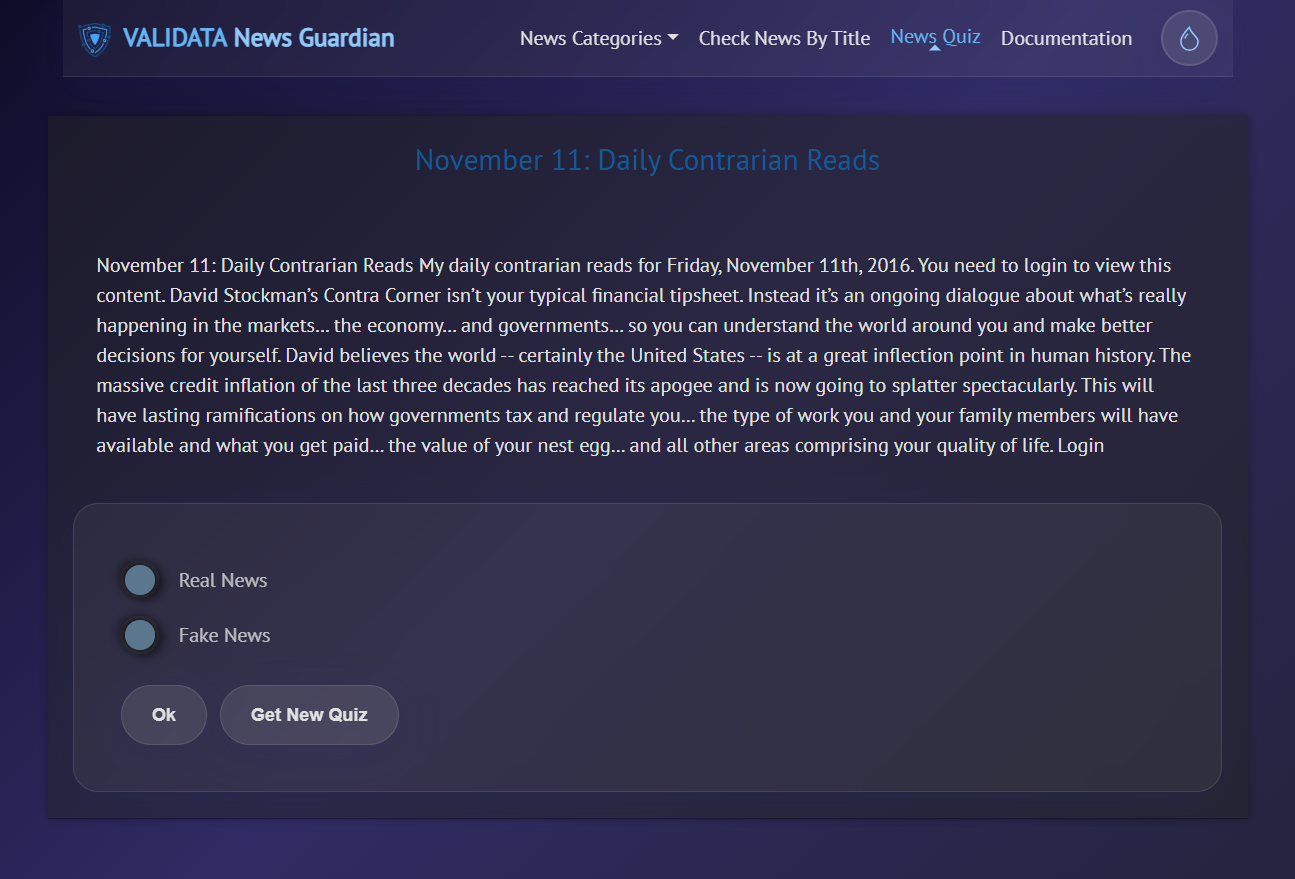 VALIDATA News Guardian
News Categories
Check News By Title
News Quiz
Documentation
November 11: Daily Contrarian Reads
November 11: Daily Contrarian Reads My daily contrarian reads for Friday, November 11th, 2016. You need to login to view this
content. David Stockman’s Contra Corner isn’t your typical financial tipsheet. Instead it’s an ongoing dialogue about what’s really
happening in the markets… the economy… and governments… so you can understand the world around you and make better
decisions for yourself. David believes the world -- certainly the United States -- is at a great inflection point in human history. The
massive credit inflation of the last three decades has reached its apogee and is now going to splatter spectacularly. This will
have lasting ramifications on how governments tax and regulate you… the type of work you and your family members will have
available and what you get paid… the value of your nest egg… and all other areas comprising your quality of life. Login
Real News
Fake News
Ok
Get New Quiz